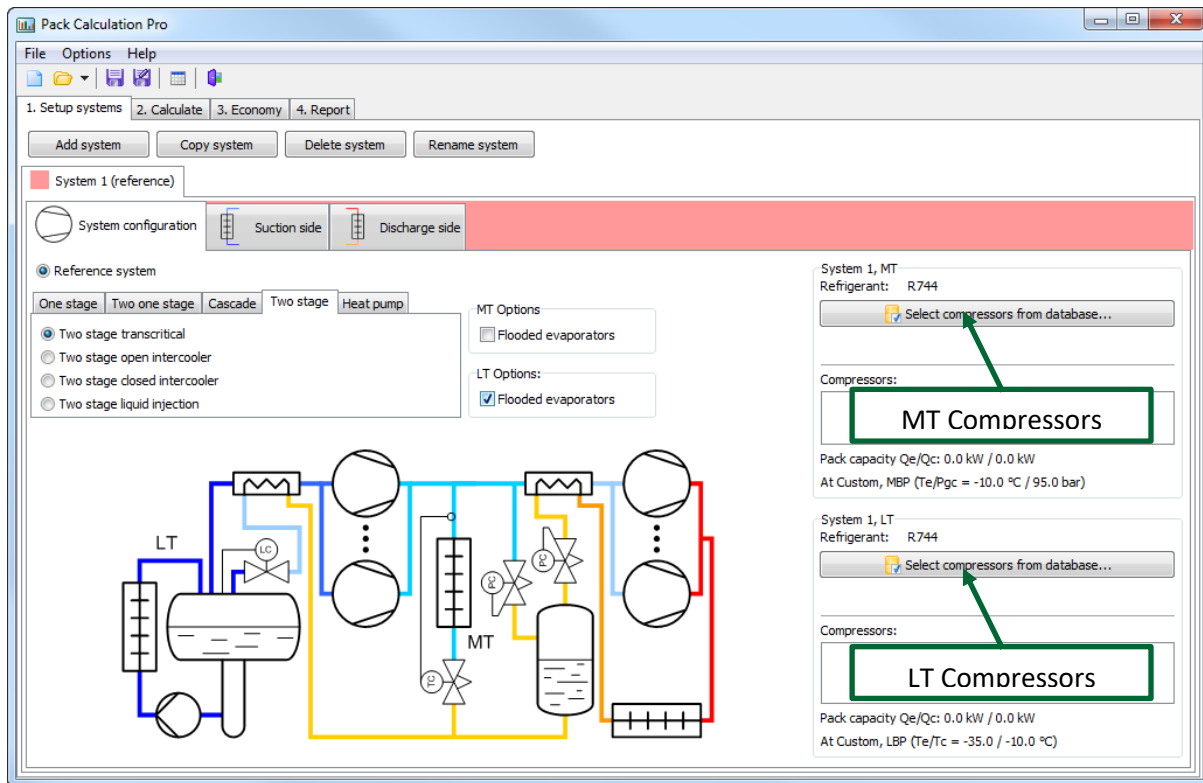 Pack Calculation Pro
File Options Help
1. Setup systems 2. Calculate 3. Economy 4. Report
Add system Copy system Delete system Rename system
System 1 (reference)
System configuration Suction side Discharge side
Reference system
One stage Two one stage Cascade Two stage Heat pump
Two stage transcritical
Two stage open intercooler
Two stage closed intercooler
Two stage liquid injection
MT Options
Flooded evaporators
LT Options:
Flooded evaporators
System 1, MT
Refrigerant: R744
Select compressors from database...
Compressors:
MT Compressors
Pack capacity Qe/Qc: 0.0 kW / 0.0 kW
At Custom, MBP (Te/Pgc = -10.0 ºC / 95.0 bar)
System 1, LT
Refrigerant: R744
Select compressors from database...
Compressors:
LT Compressors
Pack capacity Qe/Qc: 0.0 kW / 0.0 kW
At Custom, LBP (Te/Tc = -35.0 / -10.0 ºC)
LT
LC
PC
PC
MT
TC